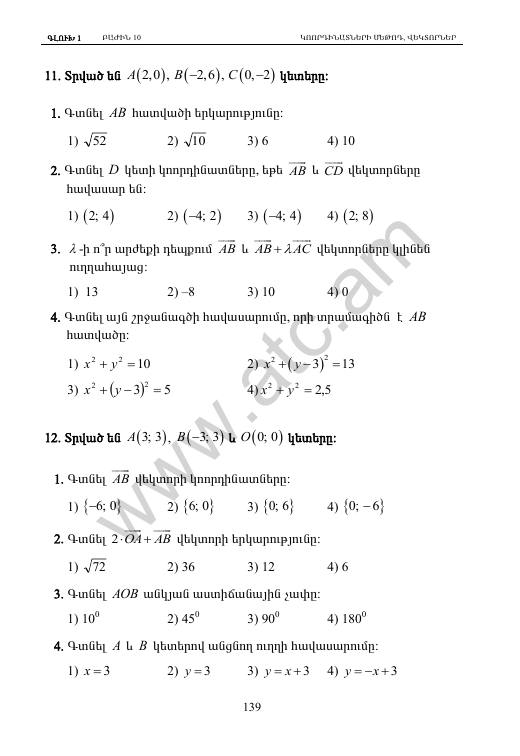 ԳԼՈՒԽ 1 ԲԱԺԻՆ 10 ԿՈՈՐԴԻՆԱՏՆԵՐԻ ՄԵԹՈԴ, ՎԵԿՏՈՐՆԵՐ
11. Տրված են A(2,0), B(−2,6), C(0,−2) կետերը:
1. Գտնել AB հատվածի երկարությունը:
1) √52 2) √10 3) 6 4) 10
2. Գտնել D կետի կոորդինատները, եթե AB և CD վեկտորները
հավասար են:
1) (2; 4) 2) (−4; 2) 3) (−4; 4) 4) (2; 8)
3. λ -ի ո՞ր արժեքի դեպքում AB և AB + λAC վեկտորները կլինեն
ուղղահայաց:
1) 13 2) –8 3) 10 4) 0
4. Գտնել այն շրջանագծի հավասարումը, որի տրամագիծն է AB
հատվածը:
1) x² + y² = 10 2) x² + (y − 3)² = 13
3) x² + (y − 3)² = 5 4) x² + y² = 2,5
12. Տրված են A(3; 3), B(−3; 3) և O(0; 0) կետերը:
1. Գտնել AB վեկտորի կոորդինատները:
1) {−6; 0} 2) {6; 0} 3) {0; 6} 4) {0; −6}
2. Գտնել 2·OA + AB վեկտորի երկարությունը:
1) √72 2) 36 3) 12 4) 6
3. Գտնել AOB անկյան աստիճանային չափը:
1) 10⁰ 2) 45⁰ 3) 90⁰ 4) 180⁰
4. Գտնել A և B կետերով անցնող ուղղի հավասարումը:
1) x = 3 2) y = 3 3) y = x + 3 4) y = −x + 3
139
www.atc.am